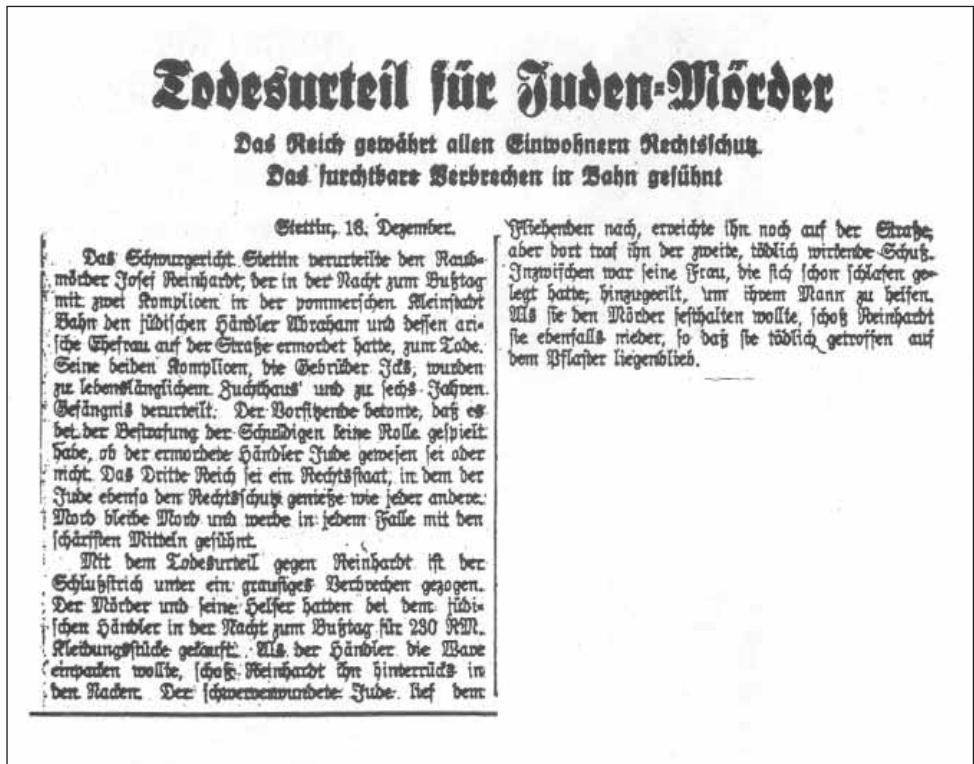 Todesurteil für Juden-Mörder
Das Reich gewährt allen Einwohnern Rechtsschutz
Das furchtbare Verbrechen in Bahn gesühnt
Stettin, 18. Dezember.
Das Schwurgericht Stettin verurteilte den Raub-
mörder Josef Reinhardt, der in der Nacht zum Bußtag
mit zwei Komplicen in der pommerschen Kleinstadt
Bahn den jüdischen Händler Abraham und dessen ari-
sche Ehefrau auf der Straße ermordet hatte, zum Tode.
Seine beiden Komplicen, die Gebrüder Icks, wurden
zu lebenslänglichem Zuchthaus und zu sechs Jahren
Gefängnis verurteilt. Der Vorsitzende betonte, daß es
bei der Bestrafung der Schuldigen keine Rolle gespielt
habe, ob der ermordete Händler Jude gewesen sei oder
nicht. Das Dritte Reich sei ein Rechtsstaat, in dem der
Jude ebenso den Rechtsschutz genieße wie jeder andere.
Mord bleibe Mord und werde in jedem Falle mit den
schärfsten Mitteln gesühnt.
Mit dem Todesurteil gegen Reinhardt ist der
Schlußstrich unter ein grausiges Verbrechen gezogen.
Der Mörder und seine Helfer hatten bei dem jüdi-
schen Händler in der Nacht zum Bußtag für 230 RM.
Kleidungsstücke gekauft. Als der Händler die Ware
einpacken wollte, schoß Reinhardt ihn hinterrücks in
den Nacken. Der schwerverwundete Jude lief dem
Fliehenden nach, erreichte ihn noch auf der Straße,
aber dort traf ihn der zweite, tödlich wirkende Schuß.
Inzwischen war seine Frau, die sich schon schlafen ge-
legt hatte, hinzugeeilt, um ihrem Mann zu helfen.
Als sie den Mörder festhalten wollte, schoß Reinhardt
sie ebenfalls nieder, so daß sie tödlich getroffen auf
dem Pflaster liegenblieb.